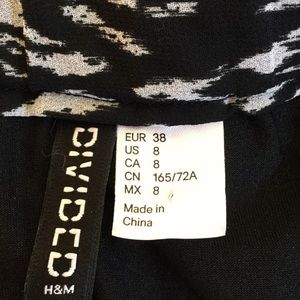 DIVIDED
H&M
EUR 38
US 8
CA 8
CN 165/72A
MX 8
Made in
China